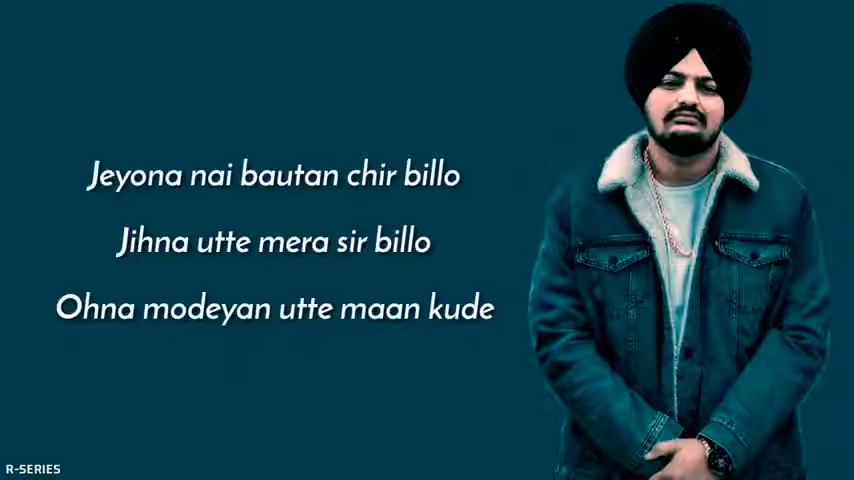 Jeyona nai bautan chir billo
Jihna utte mera sir billo
Ohna modeyan utte maan kude
R-SERIES